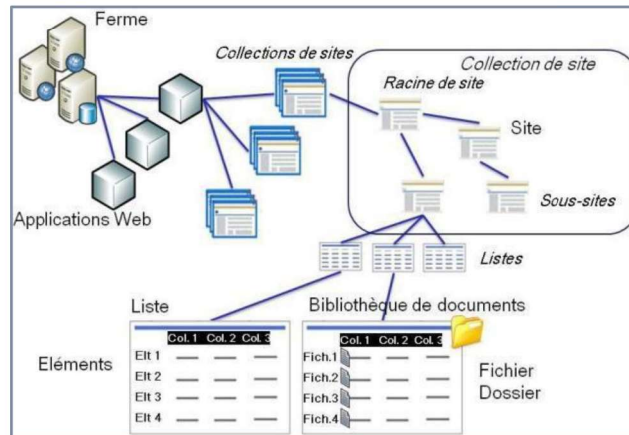 Ferme
Collections de sites
Collection de site
Racine de site
Site
Sous-sites
Applications Web
Listes
Liste
Bibliothèque de documents
Eléments
Col. 1 Col. 2 Col. 3
Elt 1
Elt 2
Elt 3
Elt 4
Col. 1 Col. 2 Col. 3
Fich.1
Fich.2
Fich.3
Fich.4
Fichier
Dossier